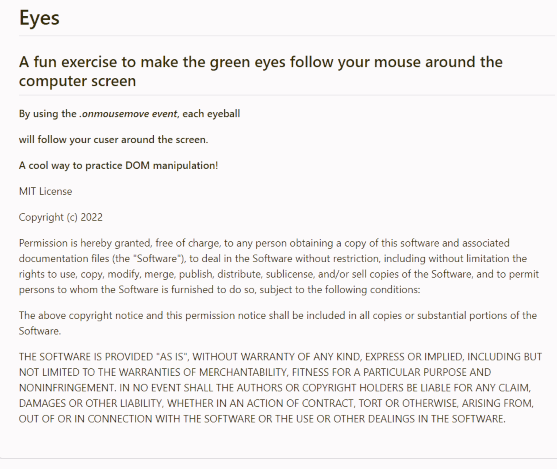 Eyes
A fun exercise to make the green eyes follow your mouse around the
computer screen
By using the .onmousemove event, each eyeball
will follow your cuser around the screen.
A cool way to practice DOM manipulation!
MIT License
Copyright (c) 2022
Permission is hereby granted, free of charge, to any person obtaining a copy of this software and associated
documentation files (the "Software"), to deal in the Software without restriction, including without limitation the
rights to use, copy, modify, merge, publish, distribute, sublicense, and/or sell copies of the Software, and to permit
persons to whom the Software is furnished to do so, subject to the following conditions:
The above copyright notice and this permission notice shall be included in all copies or substantial portions of the
Software.
THE SOFTWARE IS PROVIDED "AS IS", WITHOUT WARRANTY OF ANY KIND, EXPRESS OR IMPLIED, INCLUDING BUT
NOT LIMITED TO THE WARRANTIES OF MERCHANTABILITY, FITNESS FOR A PARTICULAR PURPOSE AND
NONINFRINGEMENT. IN NO EVENT SHALL THE AUTHORS OR COPYRIGHT HOLDERS BE LIABLE FOR ANY CLAIM,
DAMAGES OR OTHER LIABILITY, WHETHER IN AN ACTION OF CONTRACT, TORT OR OTHERWISE, ARISING FROM,
OUT OF OR IN CONNECTION WITH THE SOFTWARE OR THE USE OR OTHER DEALINGS IN THE SOFTWARE.